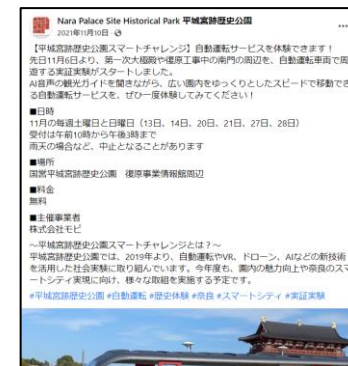 Nara Palace Site Historical Park 平城宮跡歴史公園
2021年11月10日
【平城宮跡歴史公園スマートチャレンジ】自動運転サービスを体験できます!
先日11月6日より、第一次大極殿や復原工事中の南門の周辺を、自動運転車両で周
遊する実証実験がスタートしました。
AI音声の観光ガイドを聞きながら、広い園内をゆっくりとしたスピードで移動でき
る自動運転サービスを、ぜひ一度体験してみてください!
■日時
11月の毎週土曜日と日曜日(13日、14日、20日、21日、27日、28日)
受付は午前10時から午後3時まで
雨天の場合など、中止となることがあります
■場所
国営平城宮跡歴史公園 復原事業情報館周辺
■料金
無料
■主催事業者
株式会社モピ
~平城宮跡歴史公園スマートチャレンジとは?~
平城宮跡歴史公園では、2019年より、自動運転やVR、ドローン、AIなどの新技術
を活用した社会実験に取り組んでいます。今年度も、園内の魅力向上や奈良のスマ
ートシティ実現に向け、様々な取組を実施する予定です。
#平城宮跡歴史公園 #自動運転 #歴史体験 #奈良 #スマートシティ #実証実験